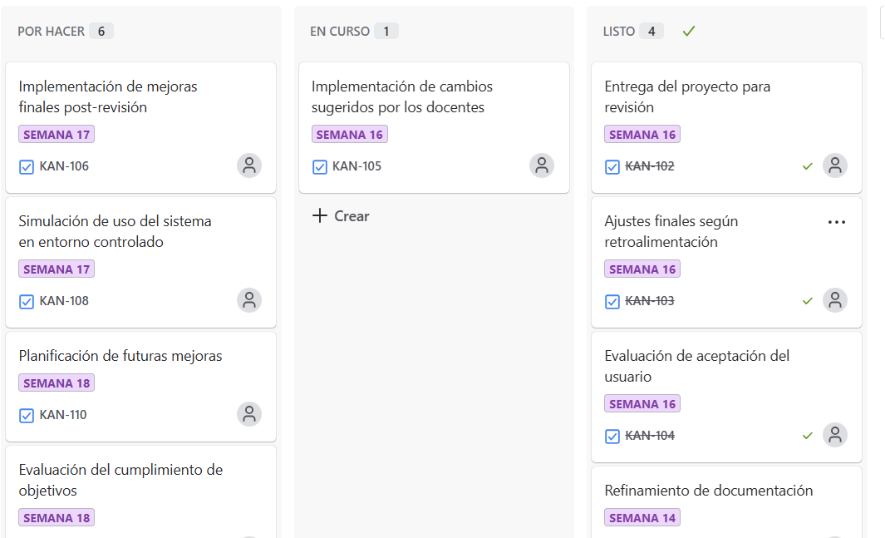 POR HACER 6
Implementación de mejoras
finales post-revisión
SEMANA 17
KAN-106
Simulación de uso del sistema
en entorno controlado
SEMANA 17
KAN-108
Planificación de futuras mejoras
SEMANA 18
KAN-110
Evaluación del cumplimiento de
objetivos
SEMANA 18
EN CURSO 1
Implementación de cambios
sugeridos por los docentes
SEMANA 16
KAN-105
+ Crear
LISTO 4
Entrega del proyecto para
revisión
SEMANA 16
KAN-102
Ajustes finales según
retroalimentación
SEMANA 16
KAN-103
Evaluación de aceptación del
usuario
SEMANA 16
KAN-104
Refinamiento de documentación
SEMANA 14